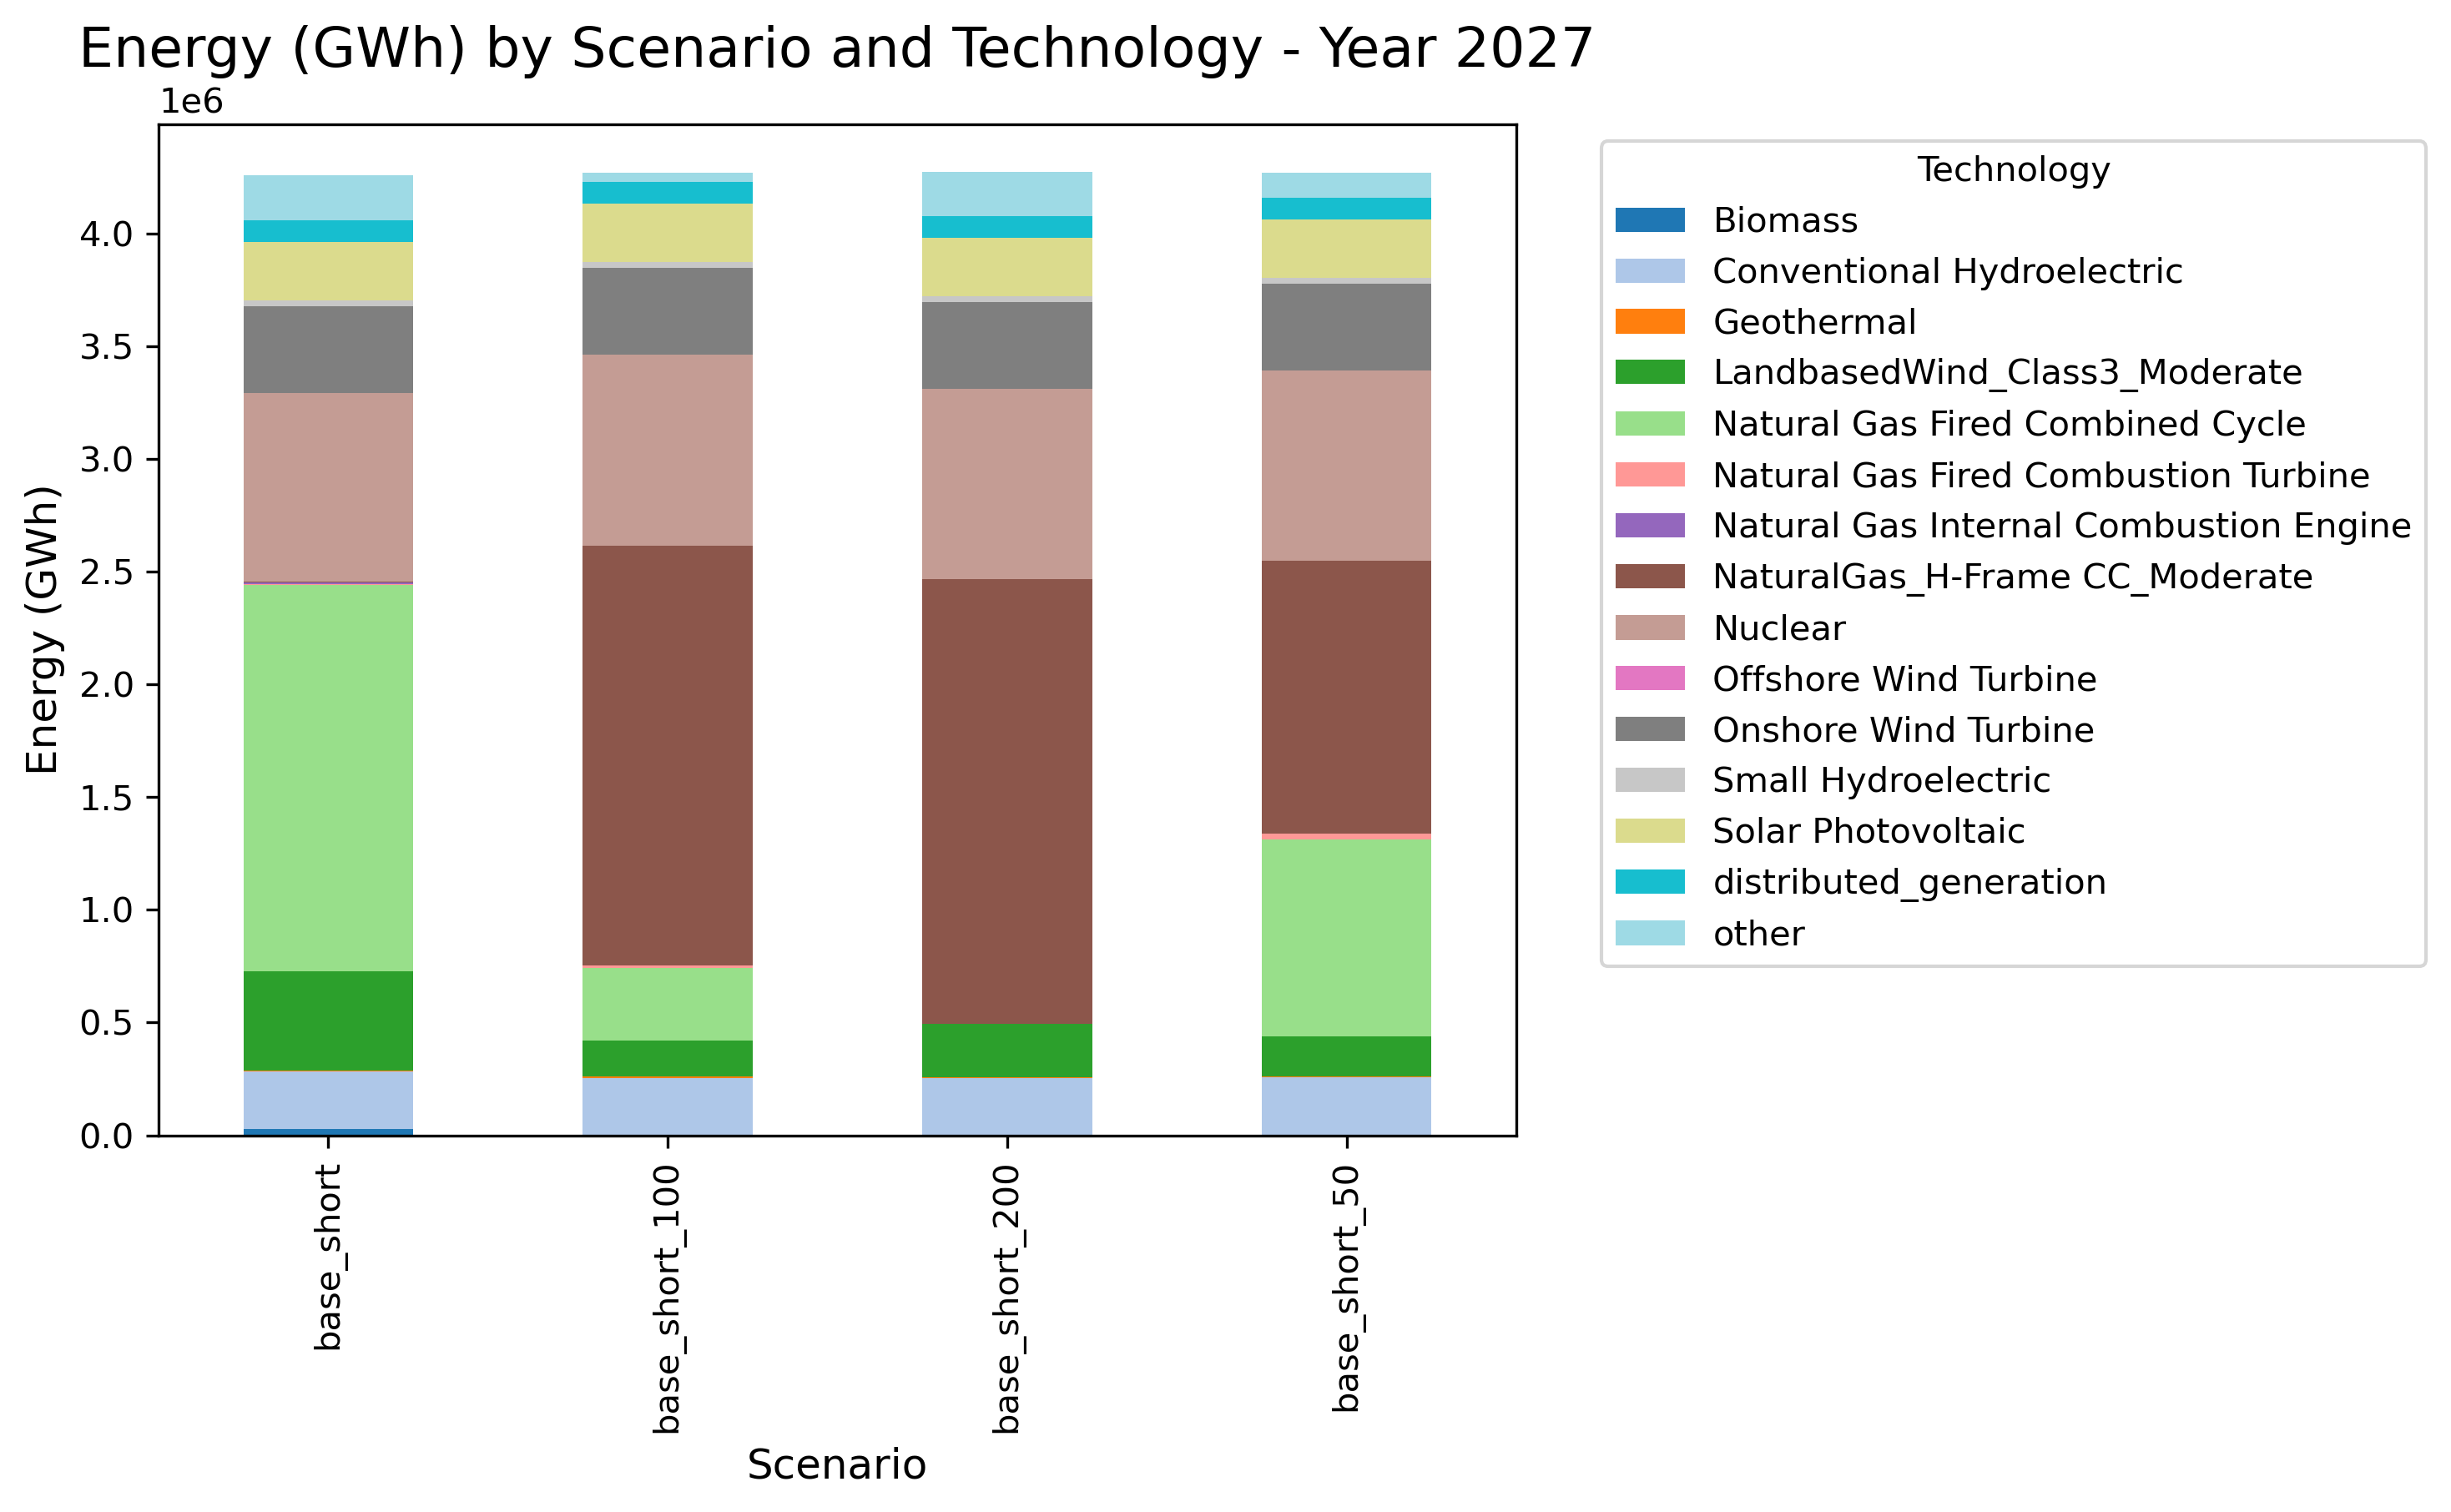 Energy (GWh) by Scenario and Technology - Year 2027
1e6
4.0
3.5
3.0
2.5
2.0
1.5
1.0
0.5
0.0
Energy (GWh)
base_short
base_short_100
base_short_200
base_short_50
Scenario
Technology
Biomass
Conventional Hydroelectric
Geothermal
LandbasedWind_Class3_Moderate
Natural Gas Fired Combined Cycle
Natural Gas Fired Combustion Turbine
Natural Gas Internal Combustion Engine
NaturalGas_H-Frame CC_Moderate
Nuclear
Offshore Wind Turbine
Onshore Wind Turbine
Small Hydroelectric
Solar Photovoltaic
distributed_generation
other